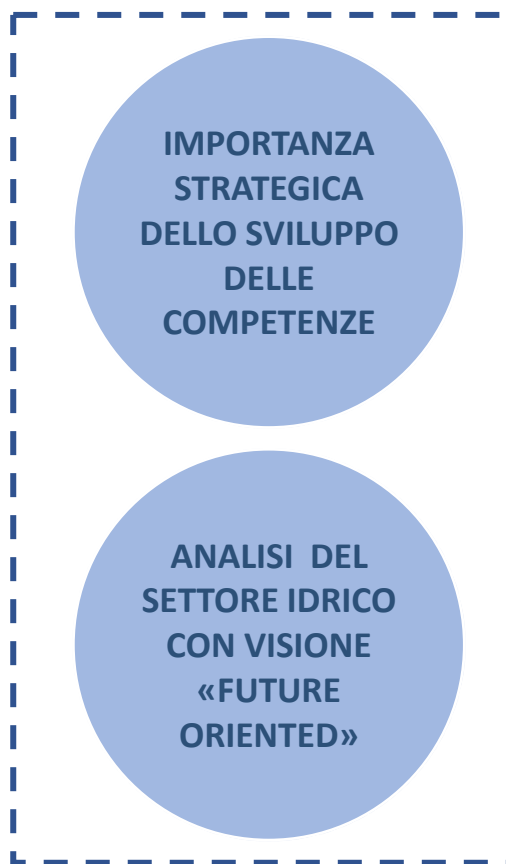 IMPORTANZA
STRATEGICA
DELLO SVILUPPO
DELLE
COMPETENZE
ANALISI  DEL
SETTORE IDRICO
CON VISIONE
«FUTURE
ORIENTED»